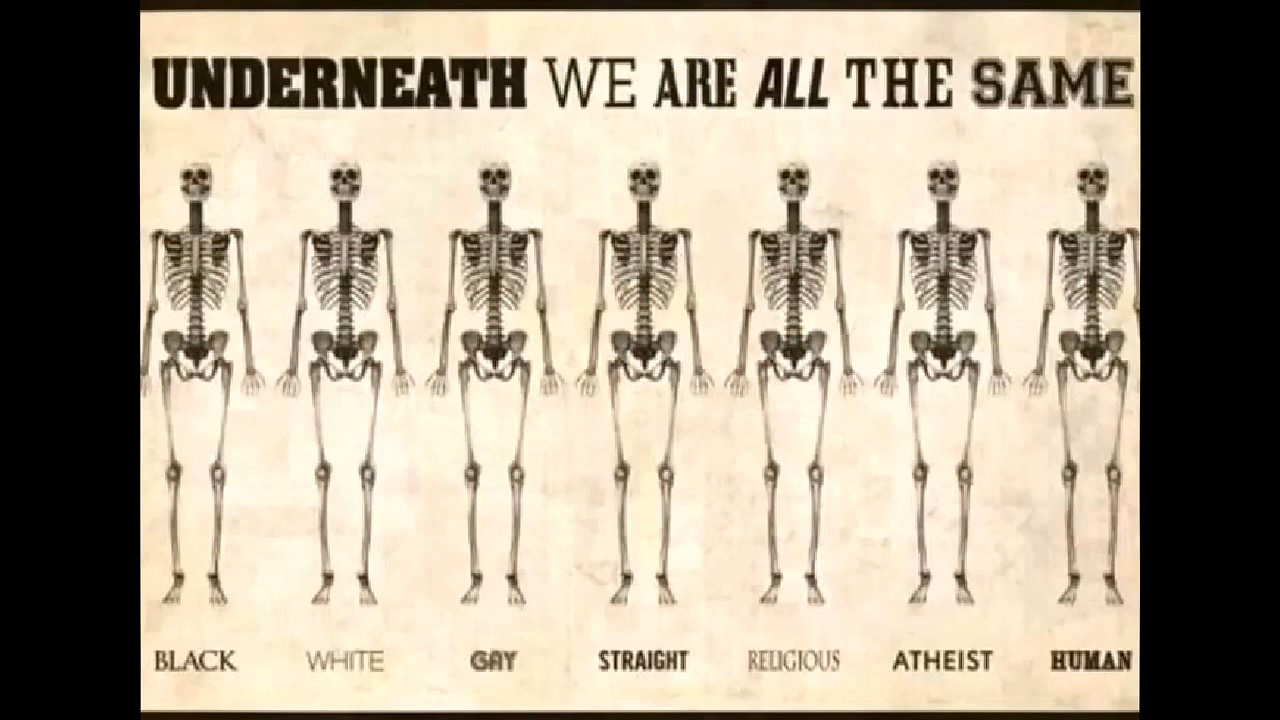 UNDERNEATH WE ARE ALL THE SAME
BLACK WHITE GAY STRAIGHT RELIGIOUS ATHEIST HUMAN